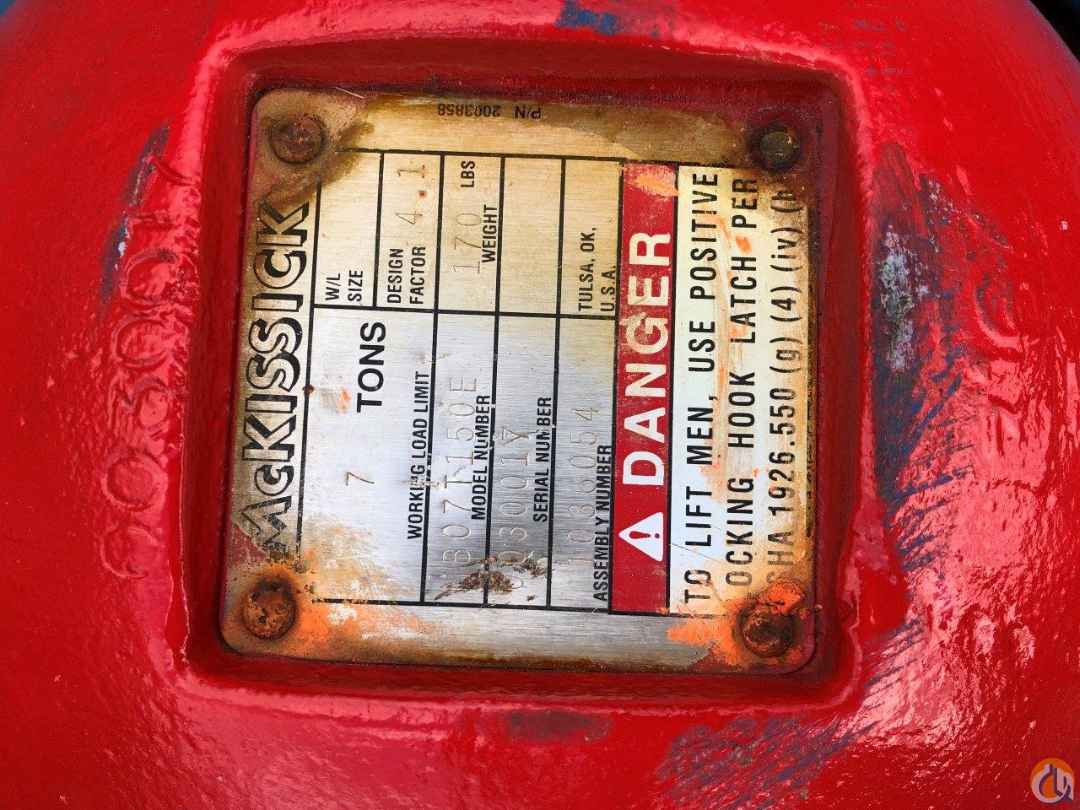 McKISSICK
7 TONS
WORKING LOAD LIMIT
W/L SIZE
DESIGN FACTOR 4.1
UB07T150E
MODEL NUMBER
170 LBS
WEIGHT
SERIAL NUMBER
1036054
ASSEMBLY NUMBER
TULSA, OK,
U.S.A.
DANGER
TO LIFT MEN, USE POSITIVE
OCKING HOOK LATCH PER
SHA 1926.550 (g) (4) (iv) (
P/N 2003858